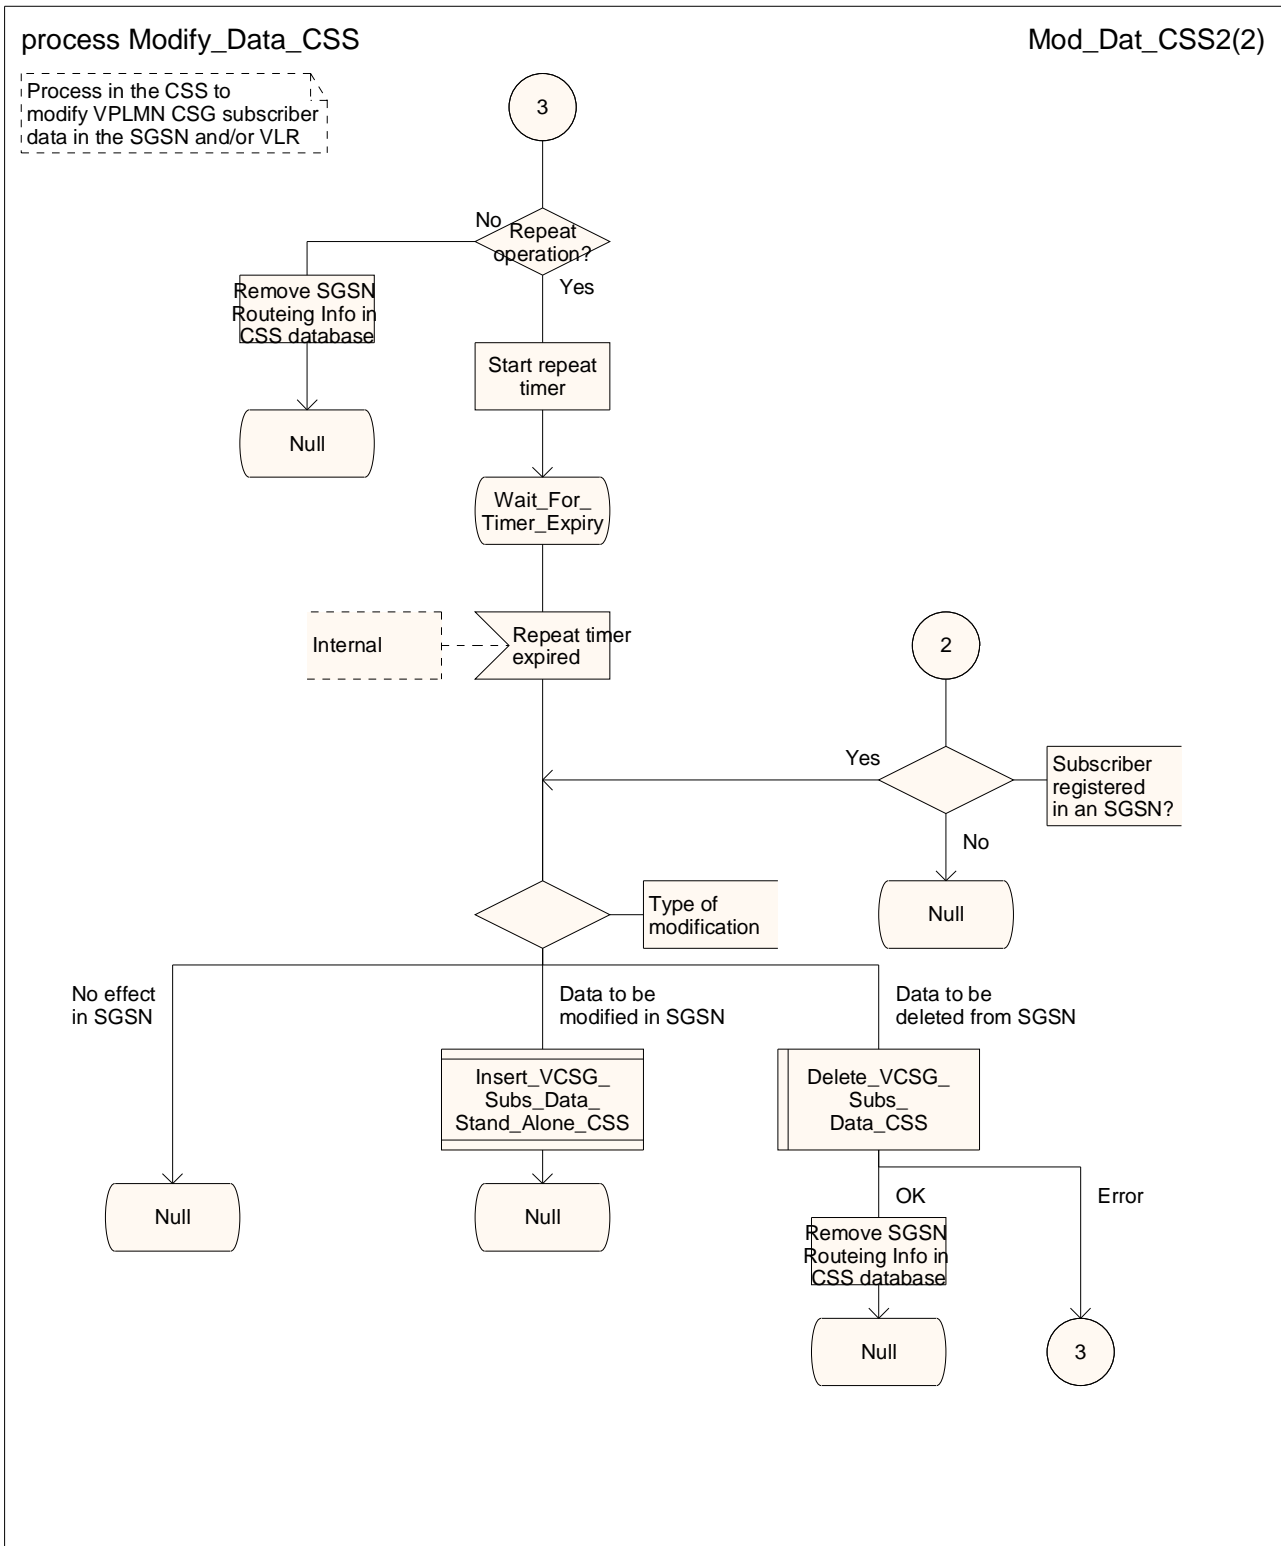 process Modify_Data_CSS
Mod_Dat_CSS2(2)
Process in the CSS to
modify VPLMN CSG subscriber
data in the SGSN and/or VLR
3
No
Repeat
operation?
Yes
Remove SGSN
Routeing Info in
CSS database
Start repeat
timer
Null
Wait_For_
Timer_Expiry
Internal
Repeat timer
expired
2
Yes
Subscriber
registered
in an SGSN?
No
Null
Type of
modification
No effect
in SGSN
Data to be
modified in SGSN
Data to be
deleted from SGSN
Insert_VCSG_
Subs_Data_
Stand_Alone_CSS
Delete_VCSG_
Subs_
Data_CSS
Null
Null
OK
Error
Remove SGSN
Routeing Info in
CSS database
Null
3